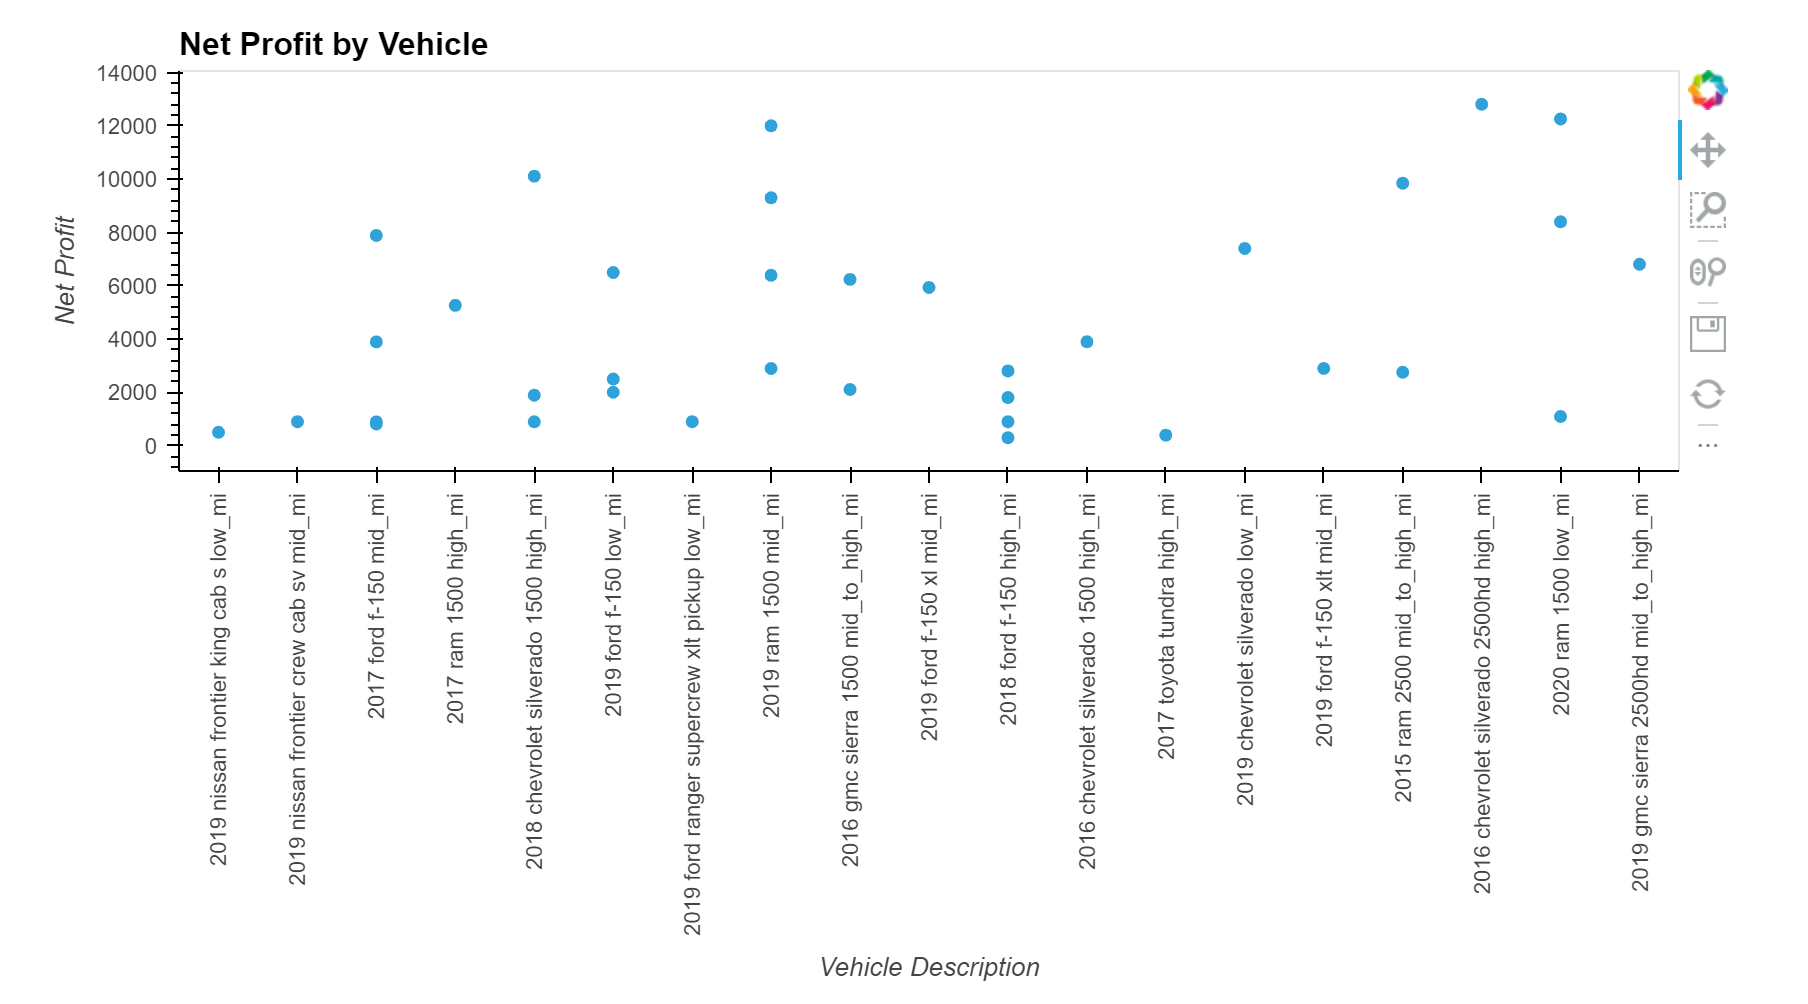 Net Profit by Vehicle
14000
12000
10000
8000
6000
4000
2000
0
Net Profit
2019 nissan frontier king cab s low_mi
2019 nissan frontier crew cab sv mid_mi
2017 ford f-150 mid_mi
2017 ram 1500 high_mi
2018 chevrolet silverado 1500 high_mi
2019 ford f-150 low_mi
2019 ford ranger supercrew xlt pickup low_mi
2019 ram 1500 mid_mi
2016 gmc sierra 1500 mid_to_high_mi
2019 ford f-150 xl mid_mi
2018 ford f-150 high_mi
2016 chevrolet silverado 1500 high_mi
2017 toyota tundra high_mi
2019 chevrolet silverado low_mi
2019 ford f-150 xlt mid_mi
2015 ram 2500 mid_to_high_mi
2016 chevrolet silverado 2500hd high_mi
2020 ram 1500 low_mi
2019 gmc sierra 2500hd mid_to_high_mi
Vehicle Description